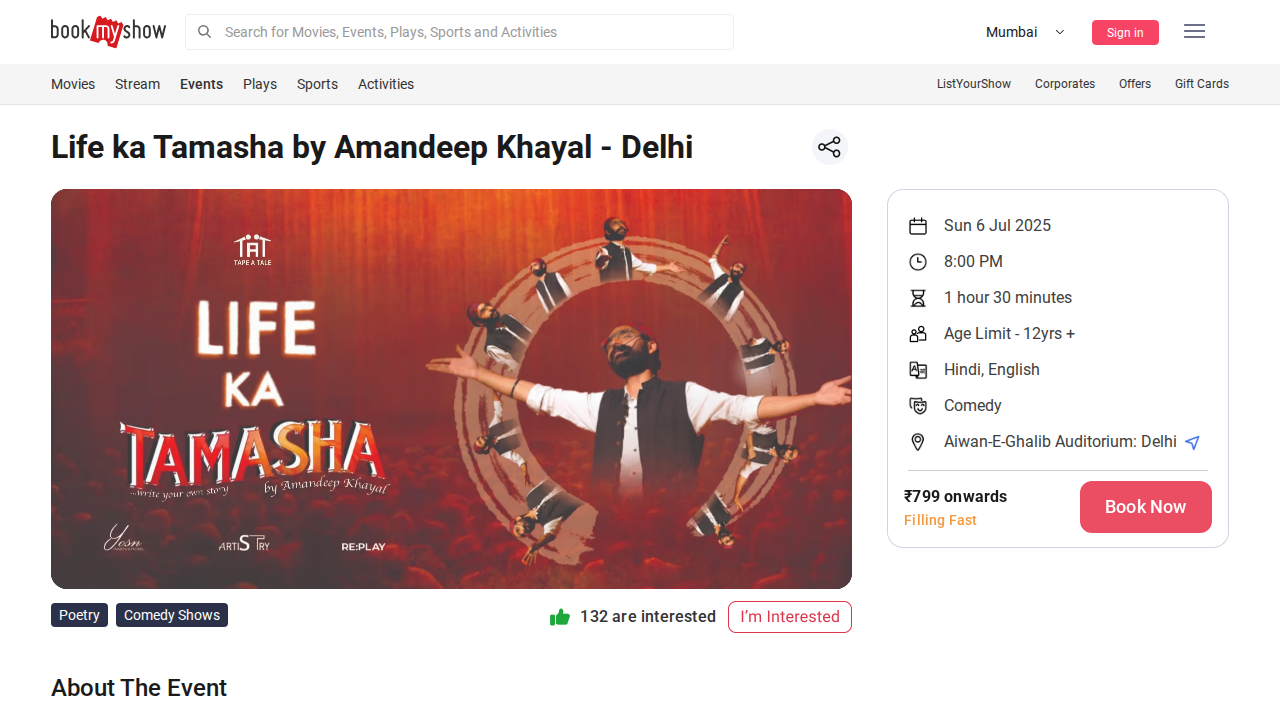 bookmyshow
Search for Movies, Events, Plays, Sports and Activities
Mumbai
Sign in
Movies
Stream
Events
Plays
Sports
Activities
ListYourShow
Corporates
Offers
Gift Cards
Life ka Tamasha by Amandeep Khayal - Delhi
TAT
TAPE A TALE
LIFE
KA
TAMASHA
...write your own story
by Amandeep Khayal
Yosn
ARTISTRY
RE:PLAY
Sun 6 Jul 2025
8:00 PM
1 hour 30 minutes
Age Limit - 12yrs +
Hindi, English
Comedy
Aiwan-E-Ghalib Auditorium: Delhi
₹799 onwards
Filling Fast
Book Now
Poetry
Comedy Shows
132 are interested
I’m Interested
About The Event